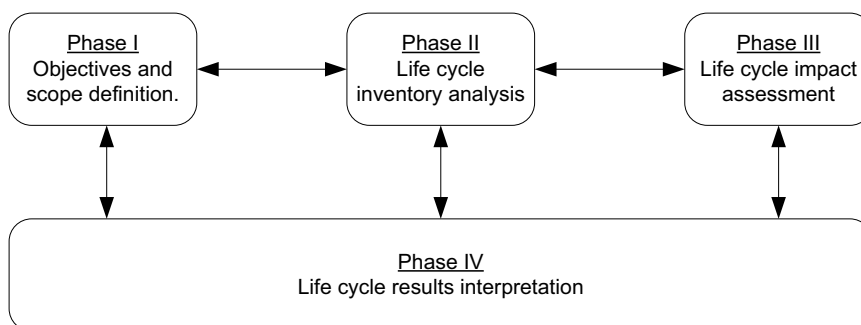 Phase I
Objectives and
scope definition.
Phase II
Life cycle
inventory analysis
Phase III
Life cycle impact
assessment
Phase IV
Life cycle results interpretation